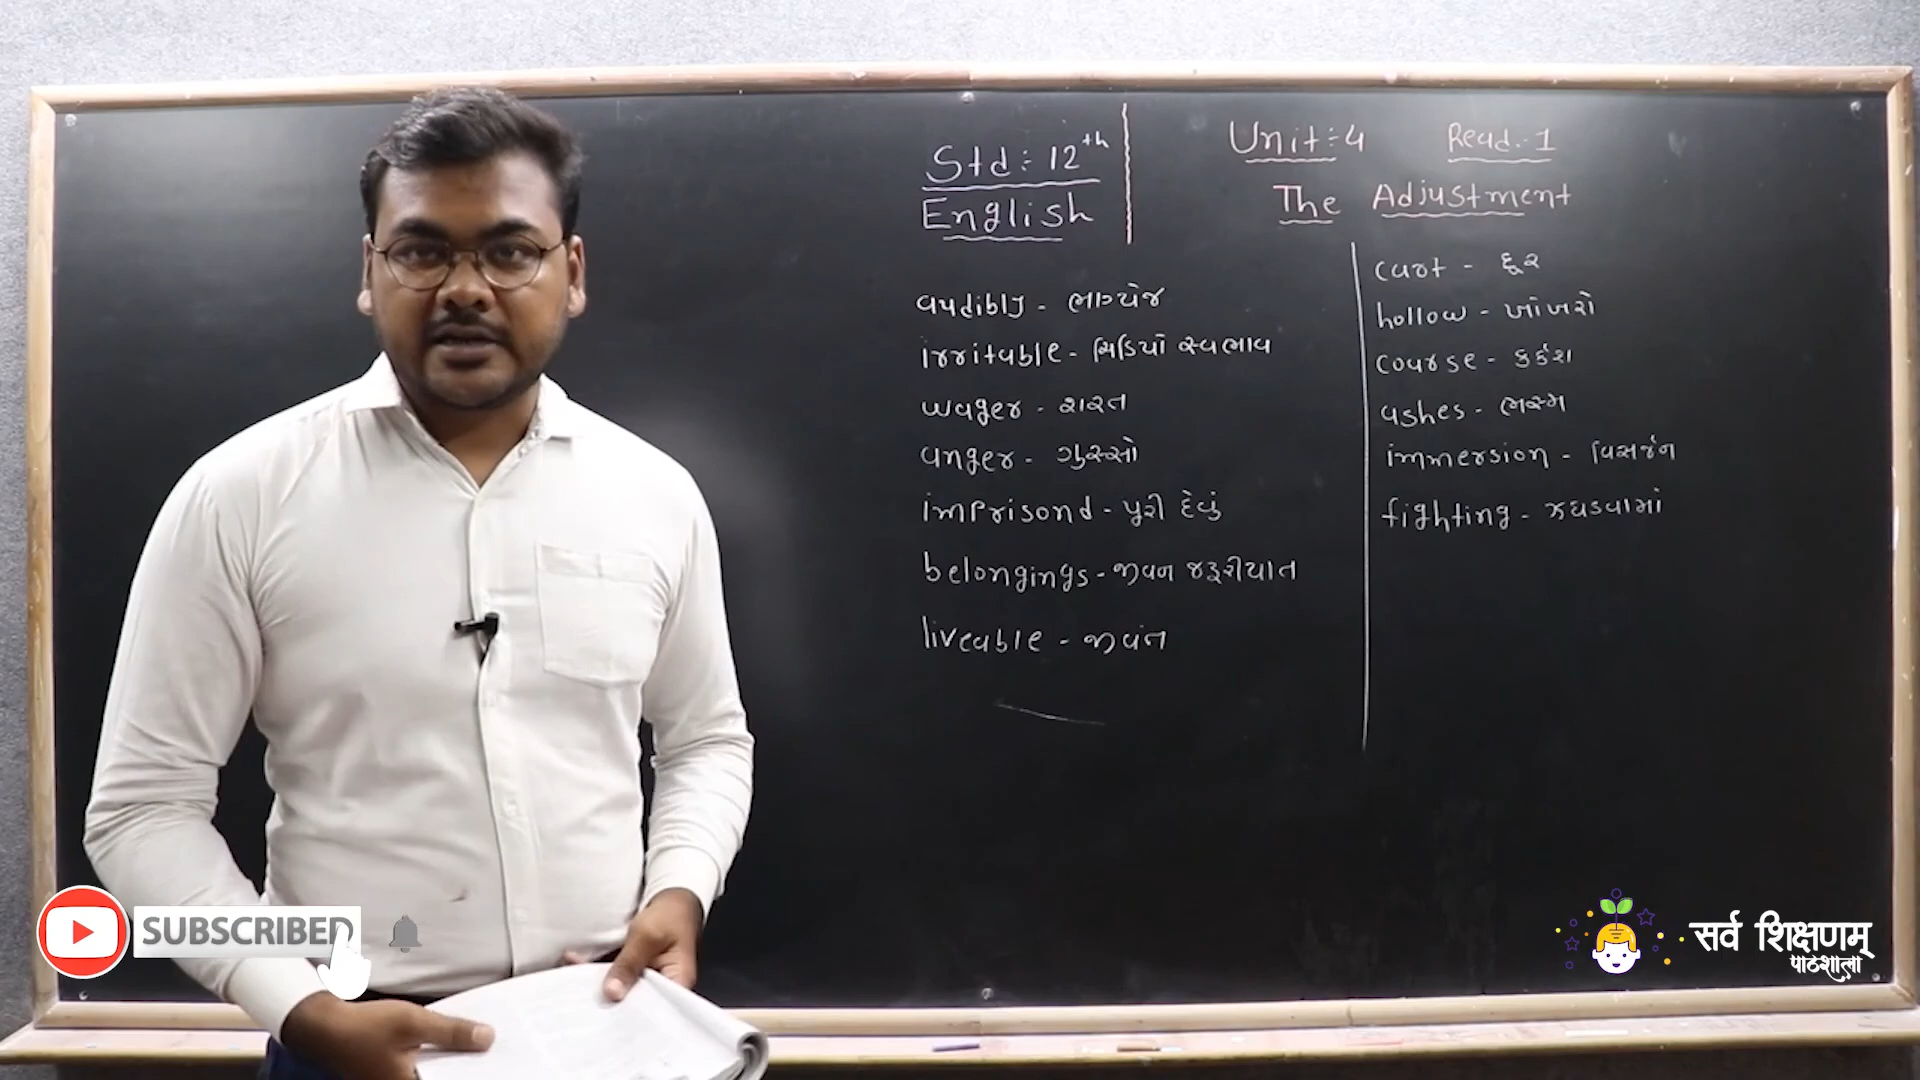 Std :- 12th
English
Unit :- 4 Read :- 1
The Adjustment
audibly - ભાગ્યેજ
irritable - ચિડિયો સ્વભાવ
wager - શરત
anger - ગુસ્સો
imprisond - પૂરી દેવું
belongings - જીવન જરૂરીયાત
liveable - જીવંત
curt - દૂર
hollow - ખોખરો
course - કર્કશ
ashes - ભસ્મ
immersion - વિસર્જન
fighting - ઝઘડવામાં
SUBSCRIBED
सर्व शिक्षणम्
पाठशाला